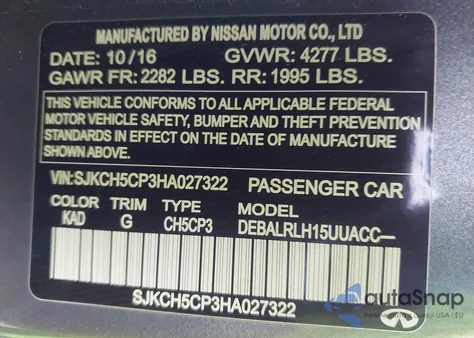 MANUFACTURED BY NISSAN MOTOR CO., LTD
DATE: 10/16 GVWR: 4277 LBS.
GAWR FR: 2282 LBS. RR: 1995 LBS.
THIS VEHICLE CONFORMS TO ALL APPLICABLE FEDERAL
MOTOR VEHICLE SAFETY, BUMPER AND THEFT PREVENTION
STANDARDS IN EFFECT ON THE DATE OF MANUFACTURE
SHOWN ABOVE.
VIN:SJKCH5CP3HA027322 PASSENGER CAR
COLOR TRIM TYPE MODEL
KAD G CH5CP3 DEBALRLH15UUACC—
SJKCH5CP3HA027322
autoSnap
USA - EU